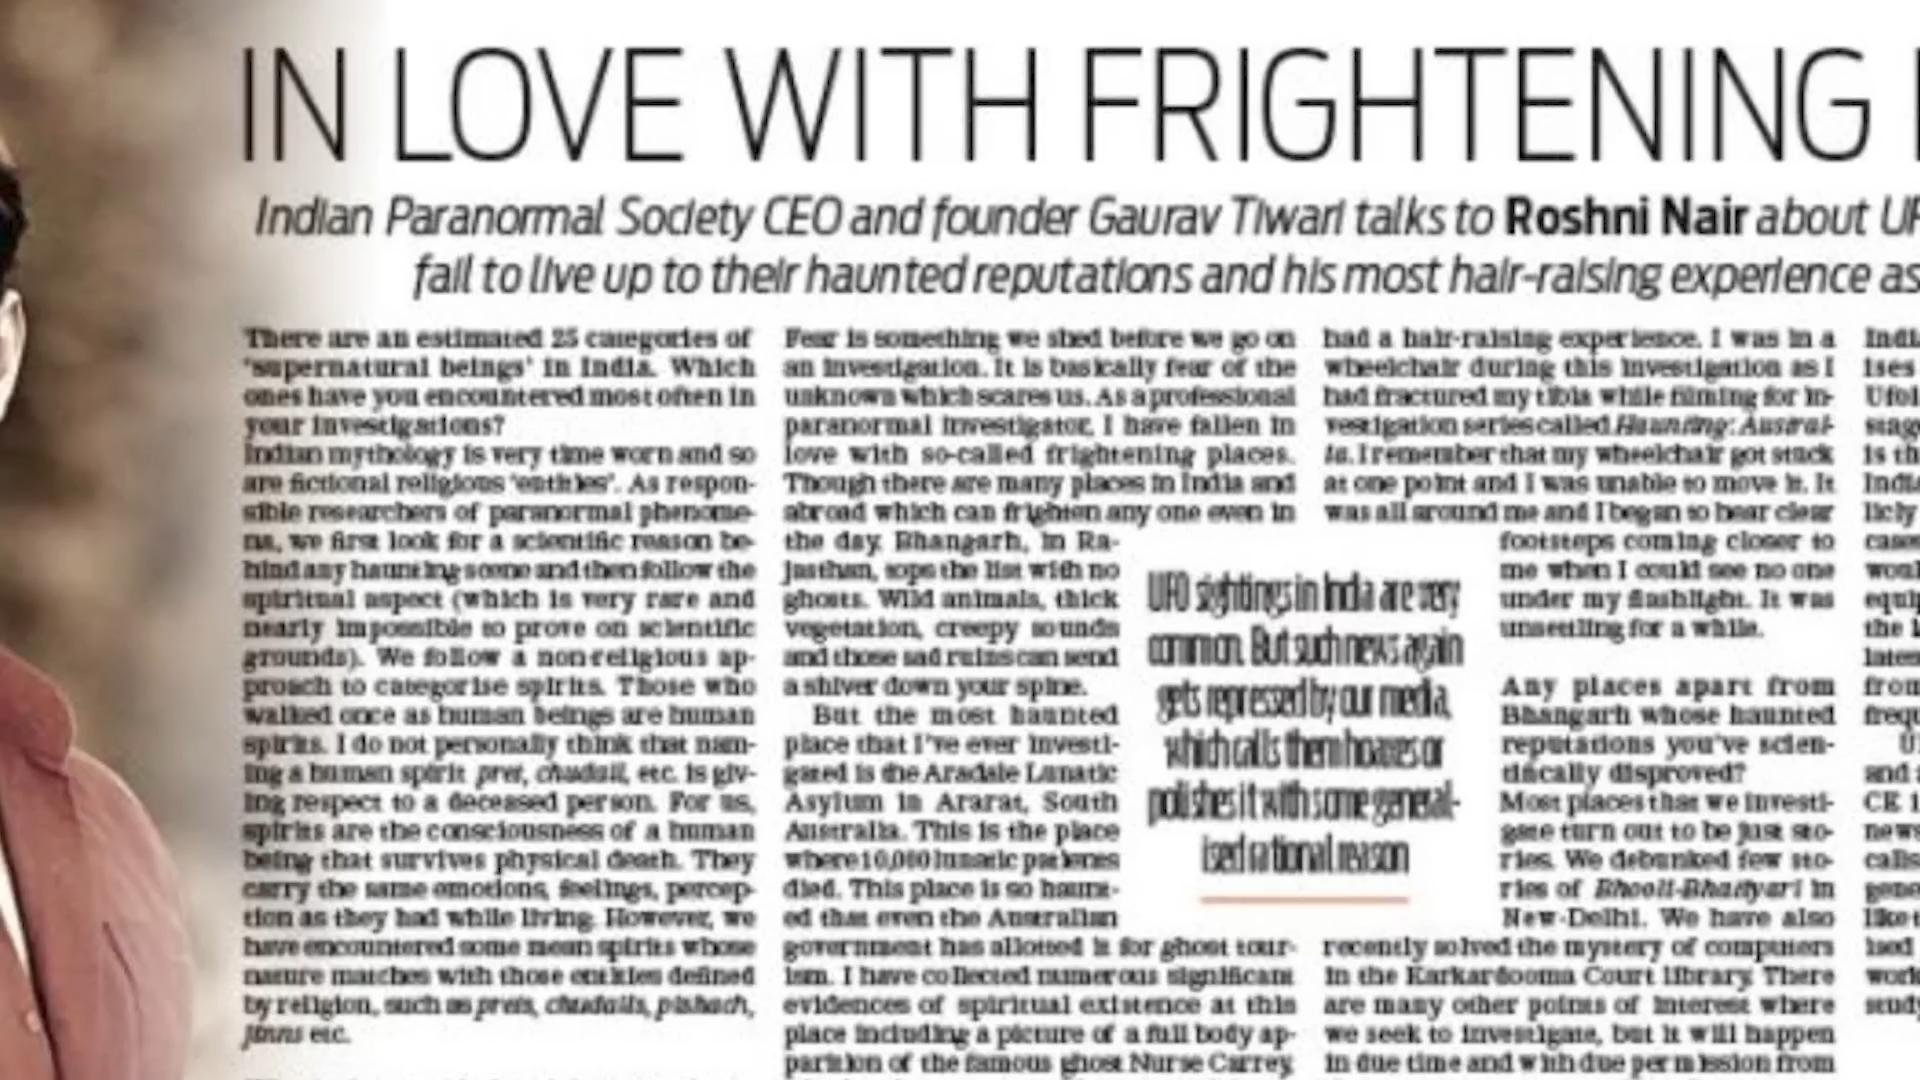 IN LOVE WITH FRIGHTENING
Indian Paranormal Society CEO and founder Gaurav Tiwari talks to Roshni Nair about
fail to live up to their haunted reputations and his most hair-raising experience as
There are an estimated 25 categories of
'supernatural beings' in India. Which
ones have you encountered most often in
your investigations?
Indian mythology is very time worn and so
are fictional religious 'entities'. As respon-
sible researchers of paranormal phenome-
na, we first look for a scientific reason be-
hind any haunting scene and then follow the
spiritual aspect (which is very rare and
nearly impossible to prove on scientific
grounds). We follow a non-religious ap-
proach to categorise spirits. Those who
walked once as human beings are human
spirits. I do not personally think that nam-
ing a human spirit pret, chudail, etc. is giv-
ing respect to a deceased person. For us,
spirits are the consciousness of a human
being that survives physical death. They
carry the same emotions, feelings, percep-
tion as they had while living. However, we
have encountered some mean spirits whose
nature matches with those entities defined
by religion, such as prets, chudails, pishach,
jinns etc.
Fear is something we shed before we go on
an investigation. It is basically fear of the
unknown which scares us. As a professional
paranormal investigator, I have fallen in
love with so-called frightening places.
Though there are many places in India and
abroad which can frighten any one even in
the day. Bhangarh, in Ra-
jasthan, tops the list with no
ghosts. Wild animals, thick
vegetation, creepy sounds
and those sad ruins can send
a shiver down your spine.
But the most haunted
place that I've ever investi-
gated is the Aradale Lunatic
Asylum in Ararat, South
Australia. This is the place
where 10,000 lunatic patients
died. This place is so haunt-
ed that even the Australian
government has allotted it for ghost tour-
ism. I have collected numerous significant
evidences of spiritual existence at this
place including a picture of a full body ap-
parition of the famous ghost Nurse Carrey,
UFO sightings in India are very
common. But such news again
gets repressed by our media,
which calls them hoaxes or
polishes it with some general-
ised rational reason
had a hair-raising experience. I was in a
wheelchair during this investigation as I
had fractured my tibia while filming for in-
vestigation series called Haunting: Austral-
ia. I remember that my wheelchair got stuck
at one point and I was unable to move it. It
was all around me and I began to hear clear
footsteps coming closer to
me when I could see no one
under my flashlight. It was
unsettling for a while.
Any places apart from
Bhangarh whose haunted
reputations you've scien-
tifically disproved?
Most places that we investi-
gate turn out to be just sto-
ries. We debunked few sto-
ries of Bhooli-Bhatiyari in
New-Delhi. We have also
recently solved the mystery of computers
in the Karkardooma Court library. There
are many other points of interest where
we seek to investigate, but it will happen
in due time and with due permission from